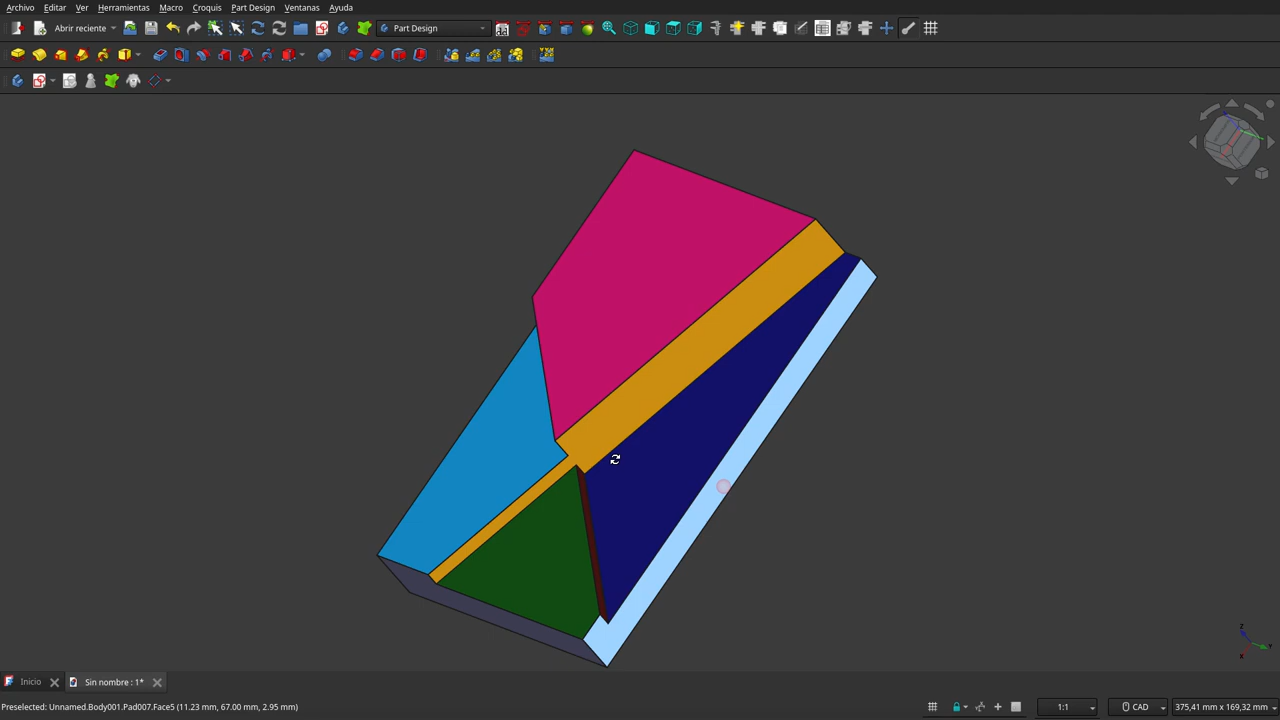 Archivo Editar Ver Herramientas Macro Croquis Part Design Ventanas Ayuda
Abrir reciente Part Design
Z
Y
X
Inicio Sin nombre : 1*
Preselected: Unnamed.Body001.Pad007.Face5 (11.23 mm, 67.00 mm, 2.95 mm) 1:1 CAD 375,41 mm x 169,32 mm